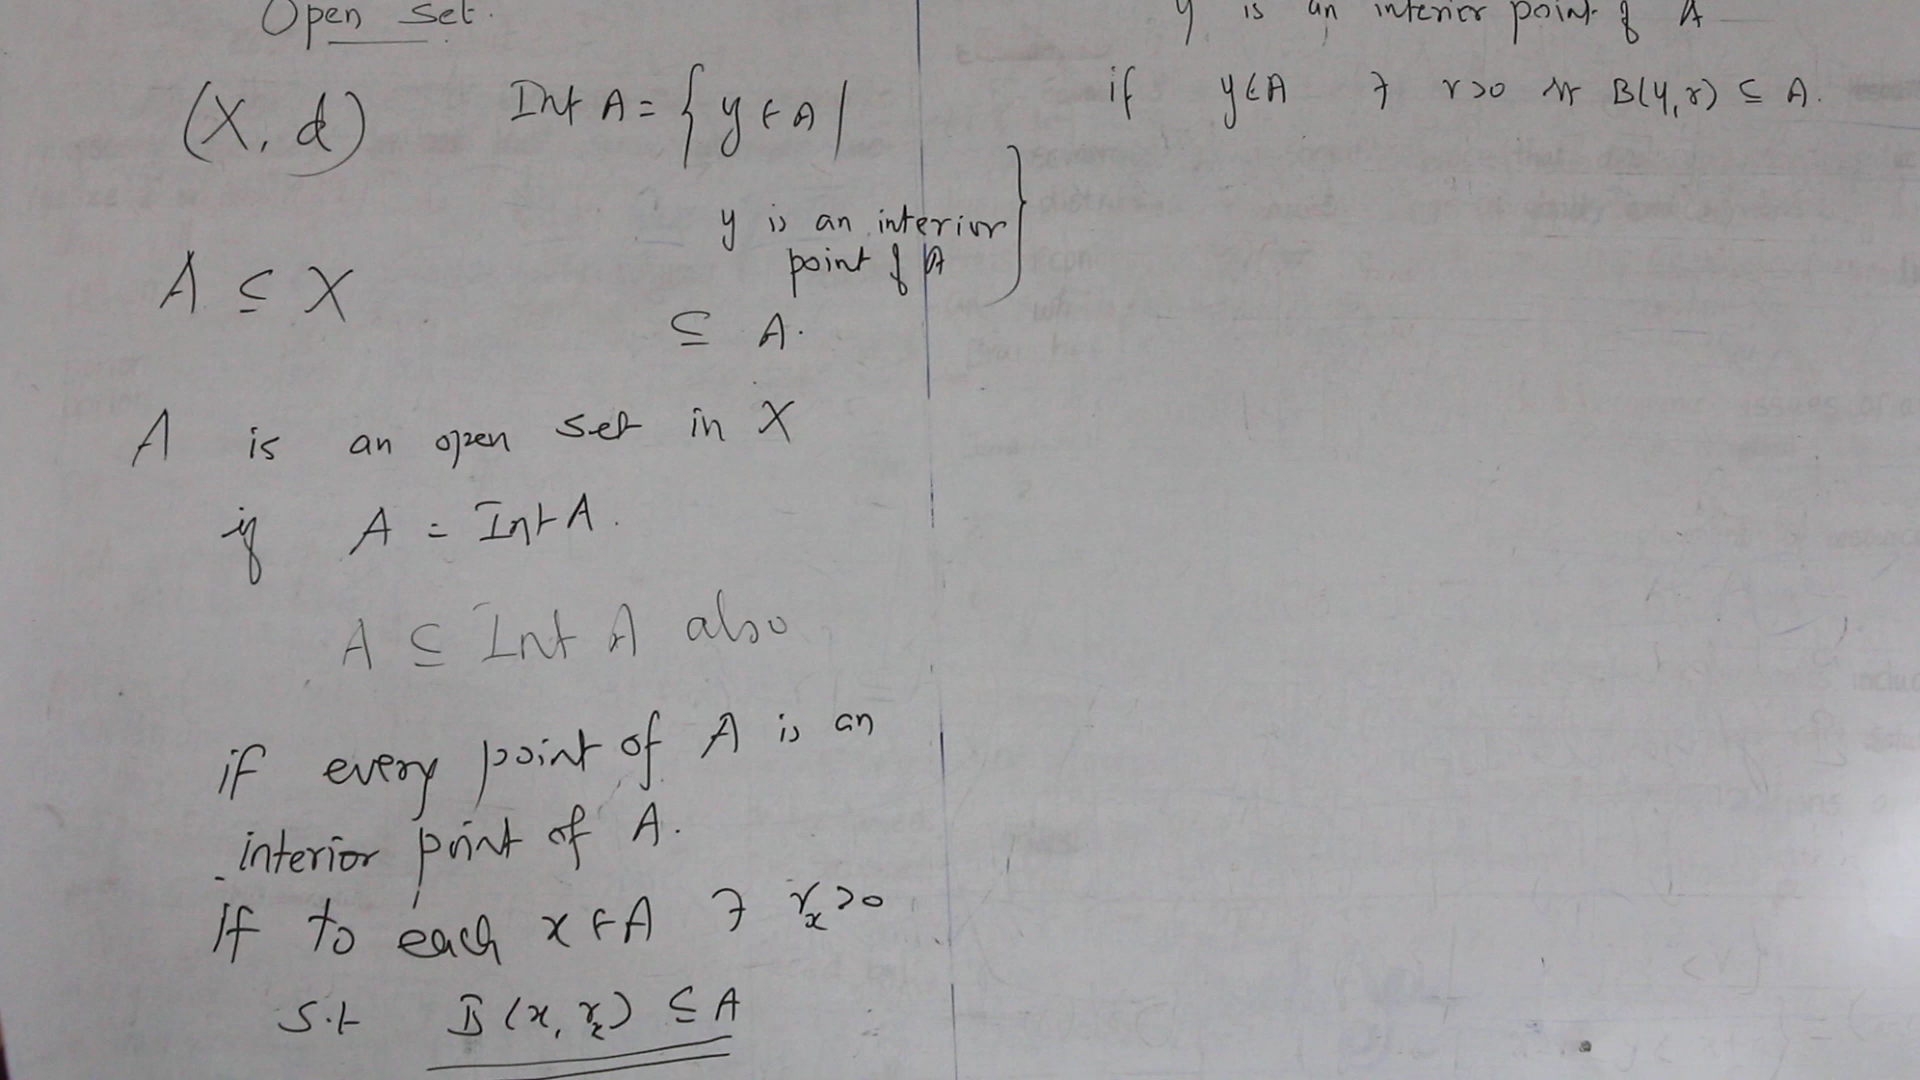 Open set.
(X, d) Int A = { y ∈ A |
y is an interior
point of A }
A ⊆ X
⊆ A.
A is an open set in X
if A = Int A.
A ⊆ Int A also
if every point of A is an
interior point of A.
if to each x ∈ A ∃ r_x > 0
s.t B(x, r_x) ⊆ A
y is an interior point of A
if y ∈ A ∃ r > 0 B(y, r) ⊆ A.